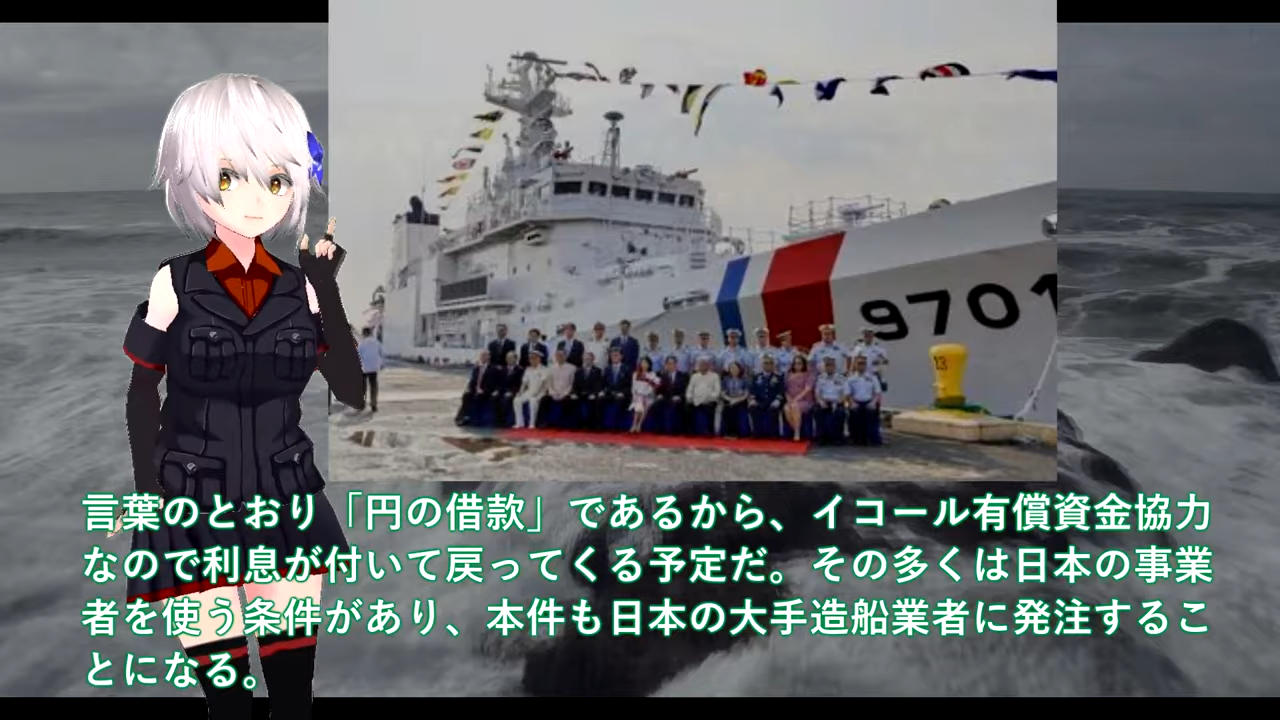 9701
13
言葉のとおり「円の借款」であるから、イコール有償資金協力
なので利息が付いて戻ってくる予定だ。その多くは日本の事業
者を使う条件があり、本件も日本の大手造船業者に発注するこ
とになる。